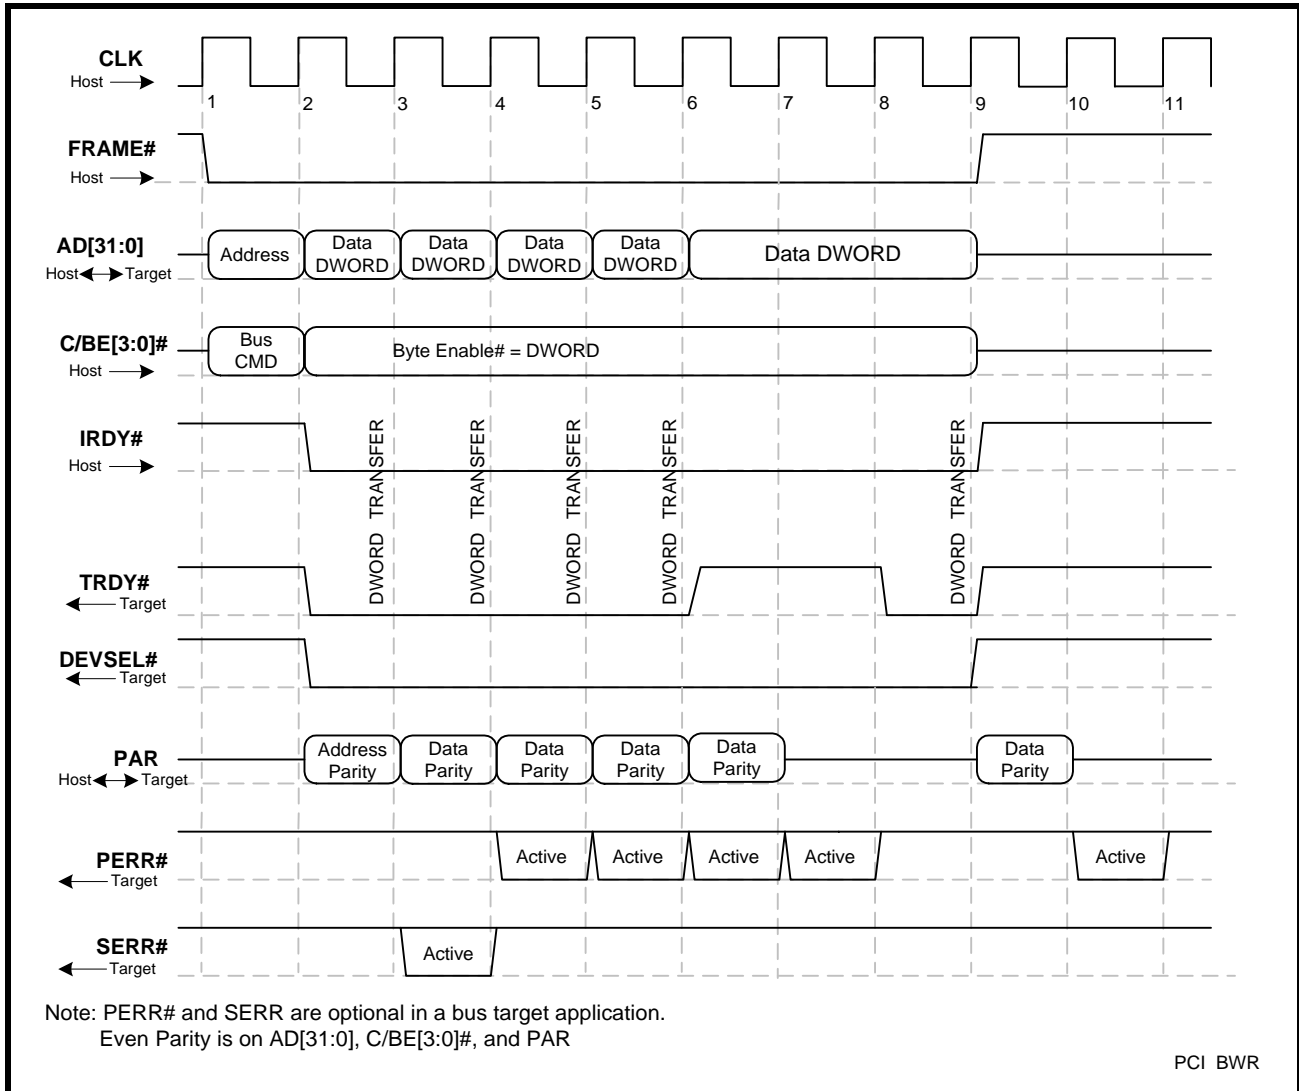 CLK
Host
1 2 3 4 5 6 7 8 9 10 11
FRAME#
Host
AD[31:0]
Host Target
Address
Data
DWORD
Data
DWORD
Data
DWORD
Data
DWORD
Data DWORD
C/BE[3:0]#
Host
Bus
CMD
Byte Enable# = DWORD
IRDY#
Host
DWORD TRANSFER
DWORD TRANSFER
DWORD TRANSFER
DWORD TRANSFER
DWORD TRANSFER
TRDY#
Target
DEVSEL#
Target
PAR
Host Target
Address
Parity
Data
Parity
Data
Parity
Data
Parity
Data
Parity
Data
Parity
PERR#
Target
Active
Active
Active
Active
Active
SERR#
Target
Active
Note: PERR# and SERR are optional in a bus target application.
Even Parity is on AD[31:0], C/BE[3:0]#, and PAR
PCI BWR